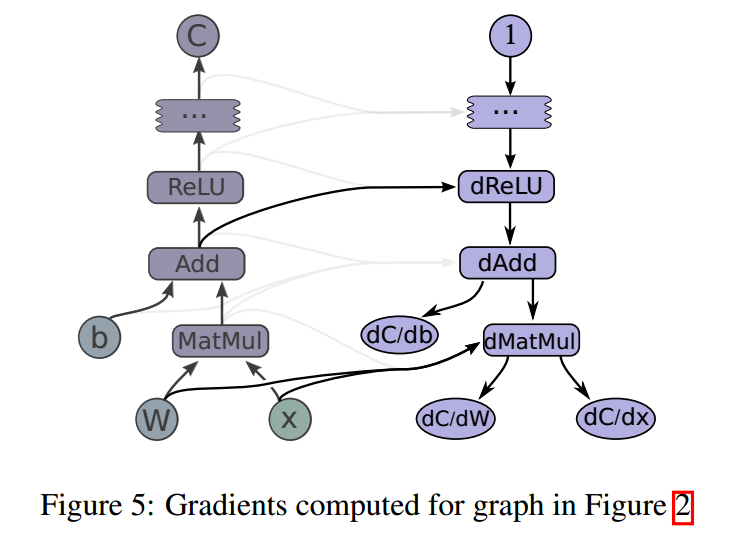 C
1
...
...
ReLU
dReLU
Add
dAdd
b
MatMul
dC/db
dMatMul
W
x
dC/dW
dC/dx
Figure 5: Gradients computed for graph in Figure 2